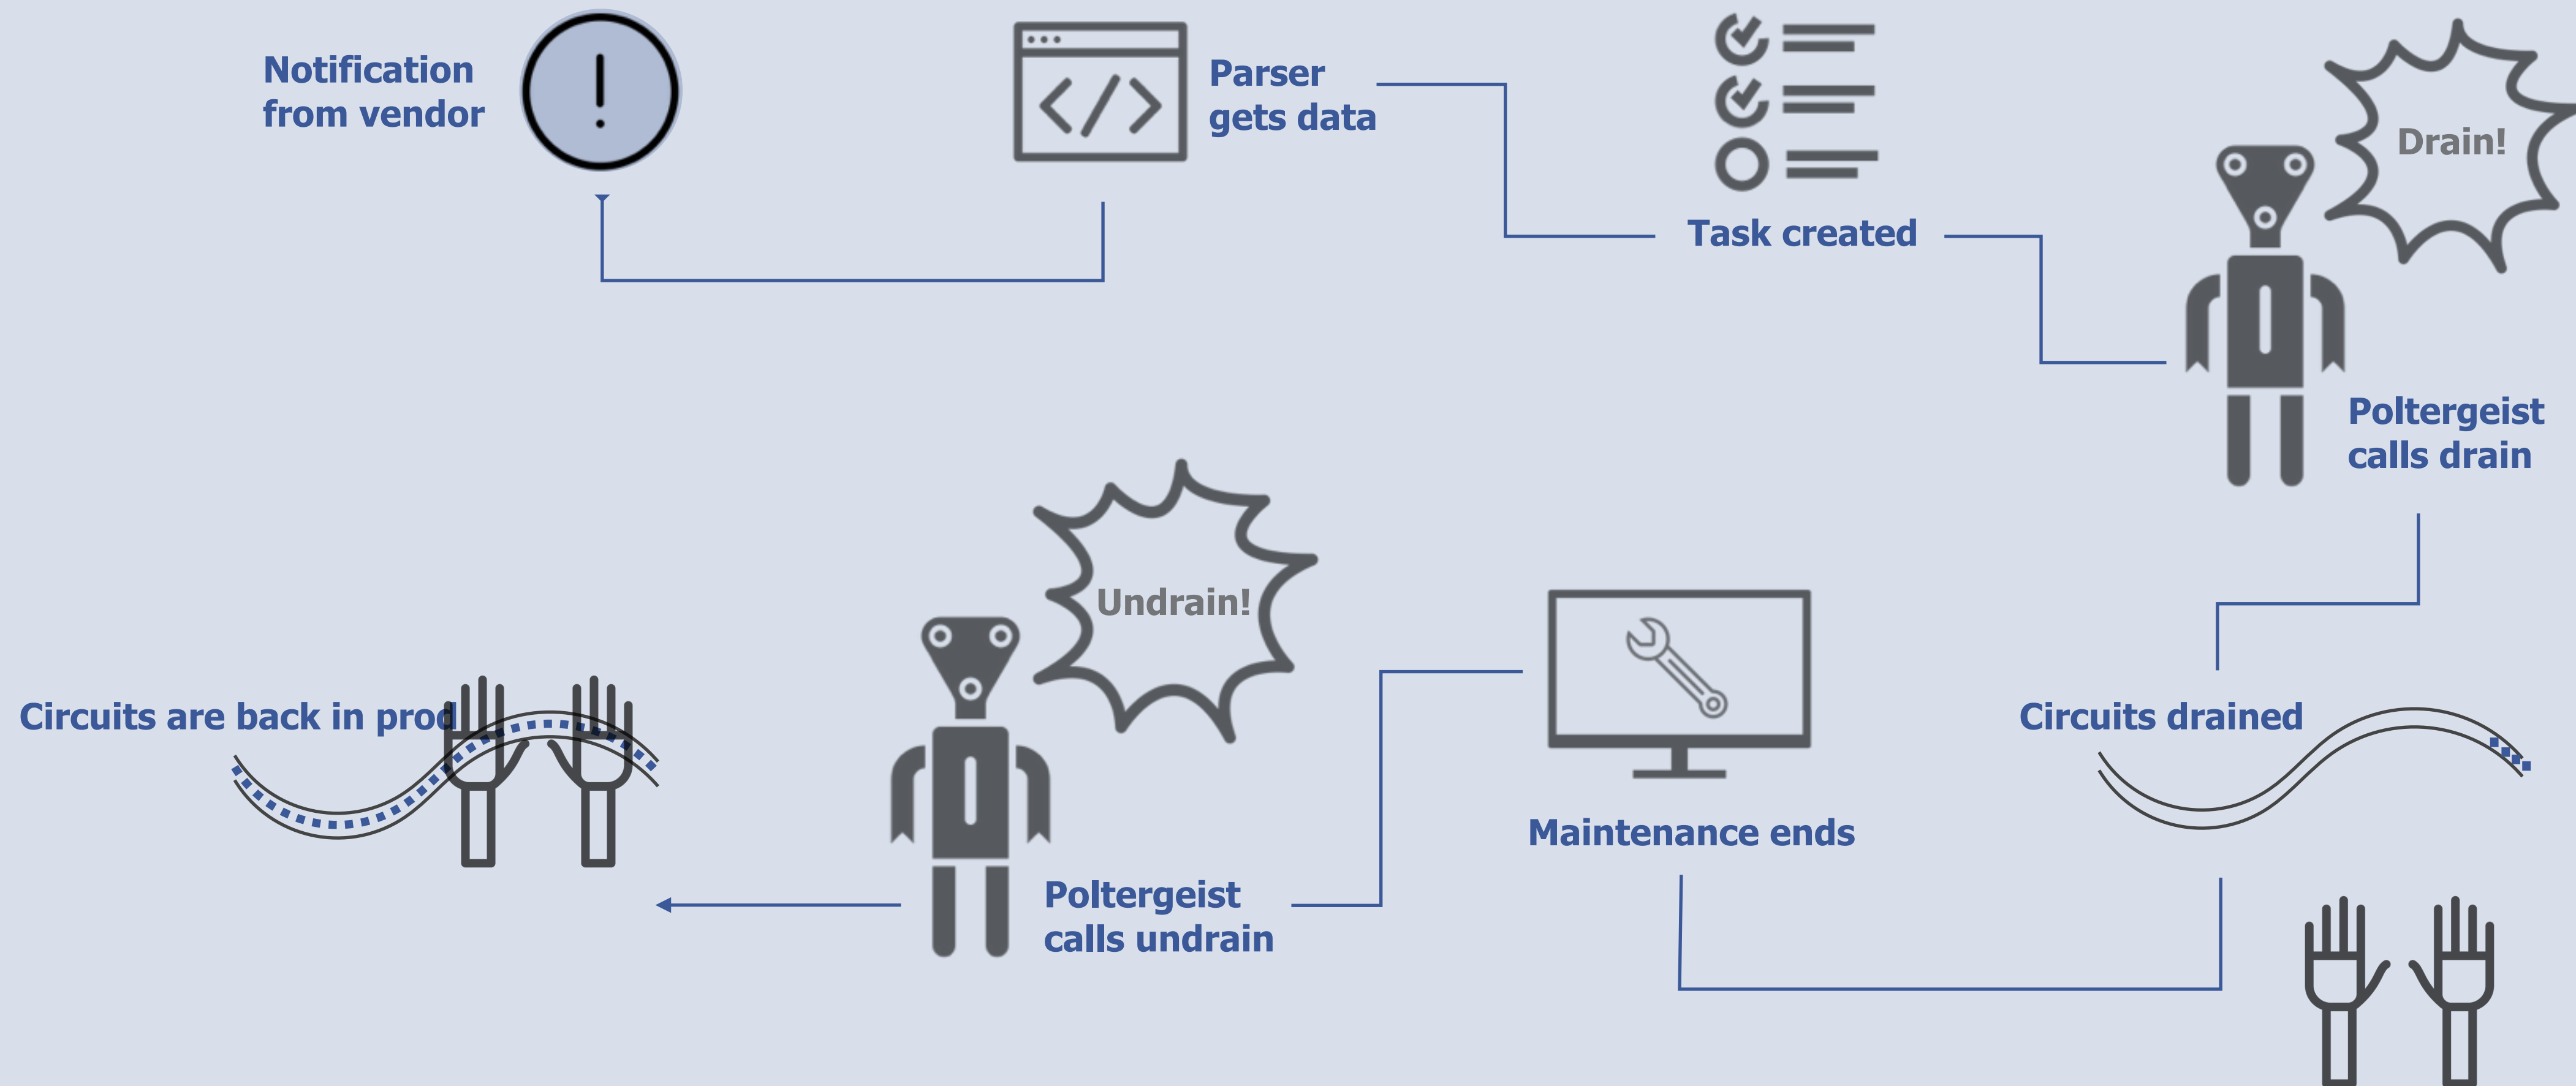 Notification
from vendor
Parser
gets data
Task created
Drain!
Poltergeist
calls drain
Circuits drained
Maintenance ends
Undrain!
Poltergeist
calls undrain
Circuits are back in prod